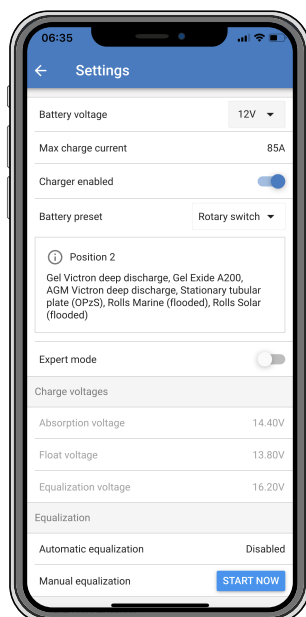 06:35
Settings
Battery voltage 12V
Max charge current 85A
Charger enabled
Battery preset Rotary switch
Position 2
Gel Victron deep discharge, Gel Exide A200,
AGM Victron deep discharge, Stationary tubular
plate (OPzS), Rolls Marine (flooded), Rolls Solar
(flooded)
Expert mode
Charge voltages
Absorption voltage 14.40V
Float voltage 13.80V
Equalization voltage 16.20V
Equalization
Automatic equalization Disabled
Manual equalization START NOW